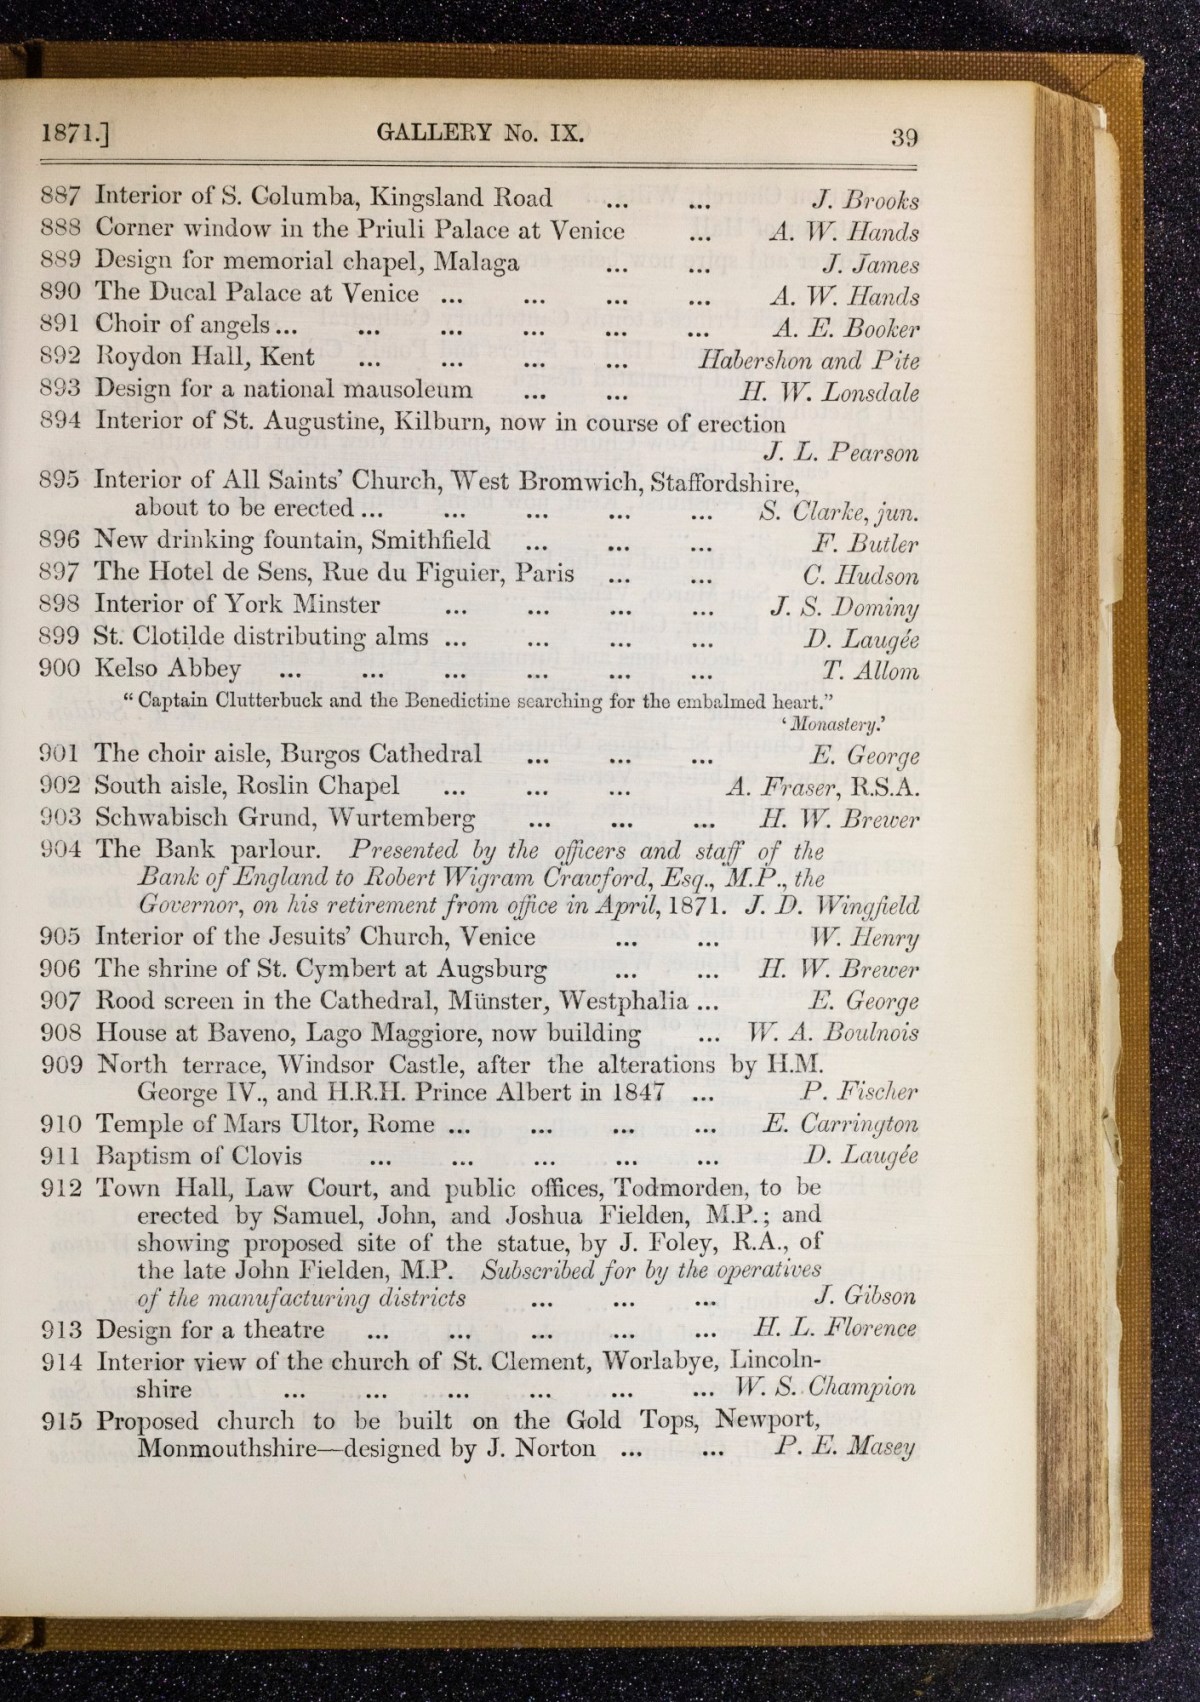 1871.] GALLERY No. IX. 39
887 Interior of S. Columba, Kingsland Road ... ... J. Brooks
888 Corner window in the Priuli Palace at Venice ... A. W. Hands
889 Design for memorial chapel, Malaga ... ... J. James
890 The Ducal Palace at Venice ... ... ... ... A. W. Hands
891 Choir of angels ... ... ... ... ... ... A. E. Booker
892 Roydon Hall, Kent ... ... ... ... Habershon and Pite
893 Design for a national mausoleum ... ... H. W. Lonsdale
894 Interior of St. Augustine, Kilburn, now in course of erection
J. L. Pearson
895 Interior of All Saints' Church, West Bromwich, Staffordshire,
about to be erected ... ... ... ... ... S. Clarke, jun.
896 New drinking fountain, Smithfield ... ... ... F. Butler
897 The Hotel de Sens, Rue du Figuier, Paris ... ... C. Hudson
898 Interior of York Minster ... ... ... ... J. S. Dominy
899 St. Clotilde distributing alms ... ... ... ... D. Laugée
900 Kelso Abbey ... ... ... ... ... ... T. Allom
"Captain Clutterbuck and the Benedictine searching for the embalmed heart."
'Monastery.'
901 The choir aisle, Burgos Cathedral ... ... ... E. George
902 South aisle, Roslin Chapel ... ... ... A. Fraser, R.S.A.
903 Schwabisch Grund, Wurtemberg ... ... ... H. W. Brewer
904 The Bank parlour. Presented by the officers and staff of the
Bank of England to Robert Wigram Crawford, Esq., M.P., the
Governor, on his retirement from office in April, 1871. J. D. Wingfield
905 Interior of the Jesuits' Church, Venice ... ... W. Henry
906 The shrine of St. Cymbert at Augsburg ... ... H. W. Brewer
907 Rood screen in the Cathedral, Münster, Westphalia ... E. George
908 House at Baveno, Lago Maggiore, now building ... W. A. Boulnois
909 North terrace, Windsor Castle, after the alterations by H.M.
George IV., and H.R.H. Prince Albert in 1847 ... P. Fischer
910 Temple of Mars Ultor, Rome ... ... ... ... E. Carrington
911 Baptism of Clovis ... ... ... ... ... D. Laugée
912 Town Hall, Law Court, and public offices, Todmorden, to be
erected by Samuel, John, and Joshua Fielden, M.P.; and
showing proposed site of the statue, by J. Foley, R.A., of
the late John Fielden, M.P. Subscribed for by the operatives
of the manufacturing districts ... ... ... J. Gibson
913 Design for a theatre ... ... ... ... ... H. L. Florence
914 Interior view of the church of St. Clement, Worlabye, Lincoln-
shire ... ... ... ... ... ... W. S. Champion
915 Proposed church to be built on the Gold Tops, Newport,
Monmouthshire—designed by J. Norton ... ... P. E. Masey